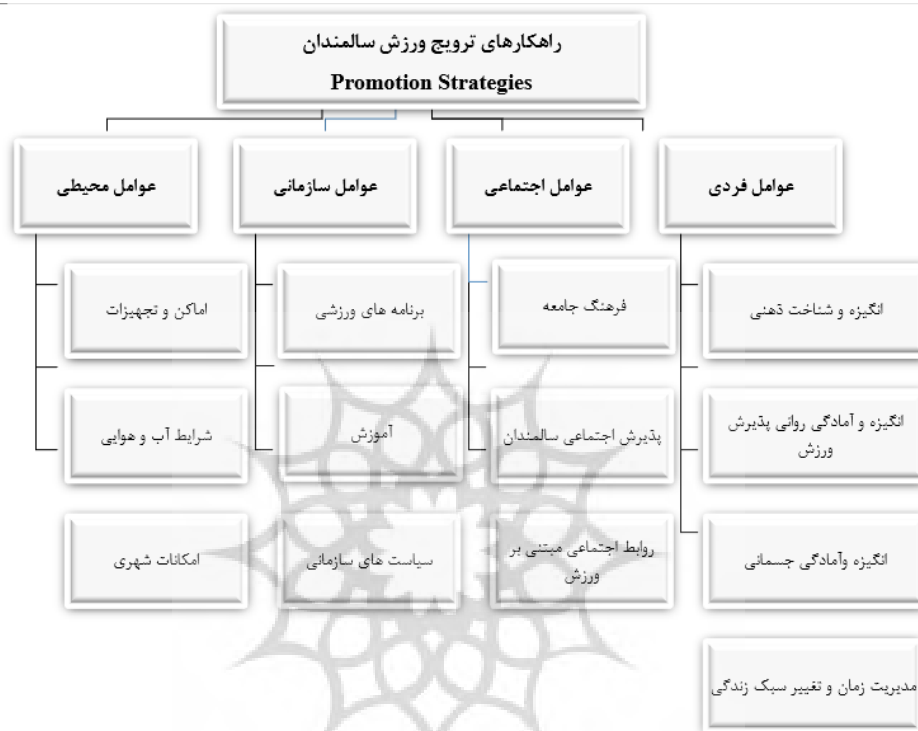 راهکارهای ترویج ورزش سالمندان
Promotion Strategies
عوامل فردی
عوامل اجتماعی
عوامل سازمانی
عوامل محیطی
انگیزه و شناخت ذهنی
فرهنگ جامعه
برنامه های ورزشی
اماکن و تجهیزات
انگیزه و آمادگی روانی پذیرش
ورزش
پذیرش اجتماعی سالمندان
آموزش
شرایط آب و هوایی
انگیزه وآمادگی جسمانی
روابط اجتماعی مبتنی بر
ورزش
سیاست های سازمانی
امکانات شهری
مدیریت زمان و تغییر سبک زندگی